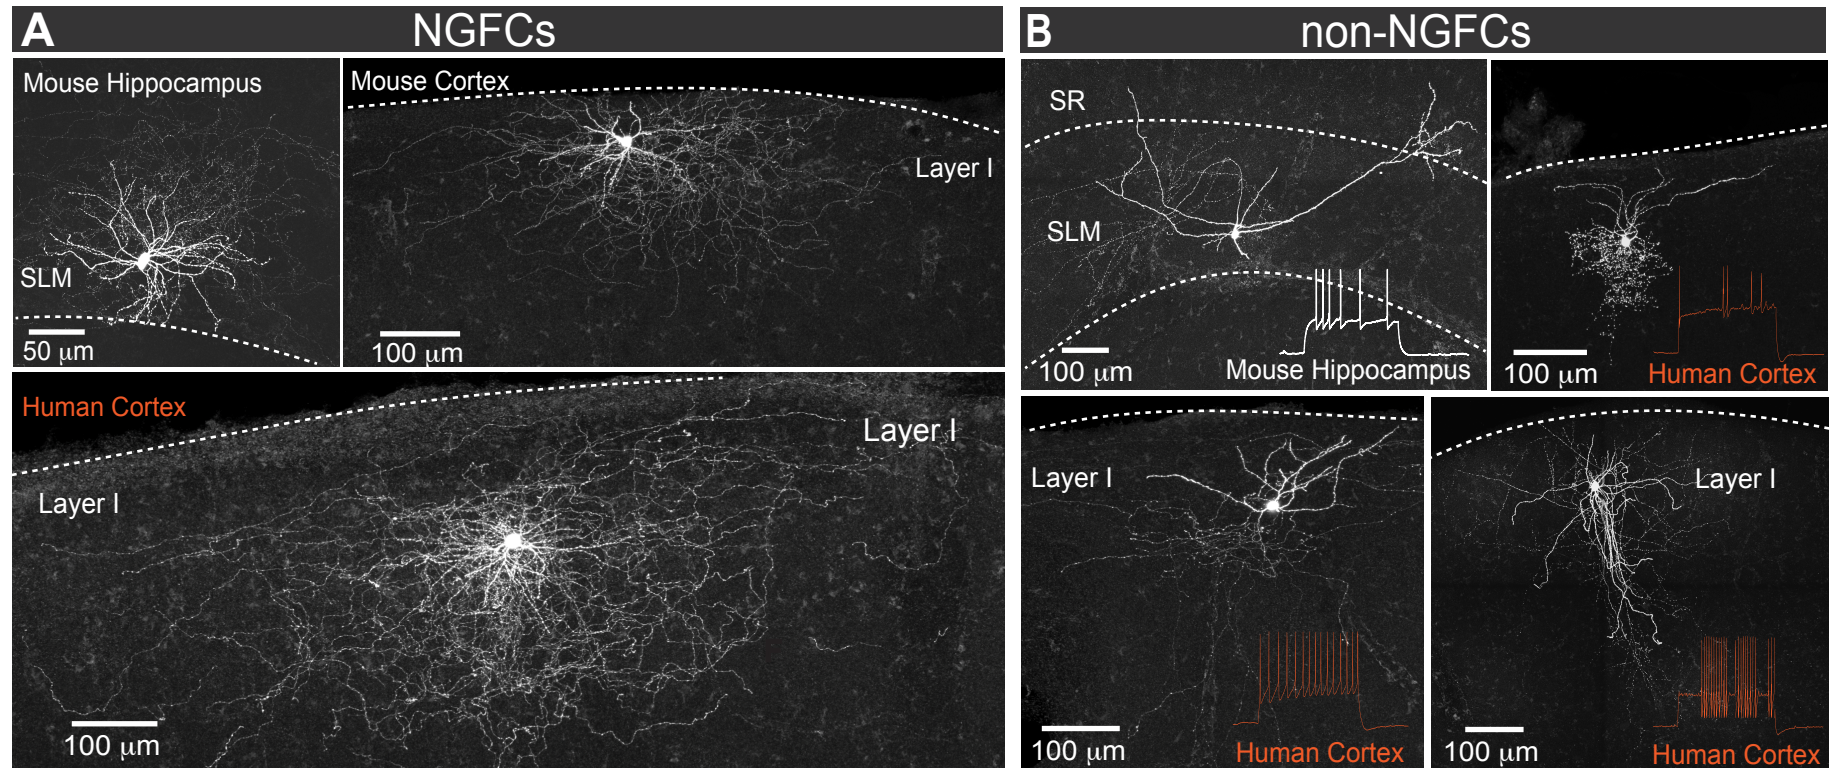 A NGFCs
Mouse Hippocampus
SLM
50 μm
Mouse Cortex
Layer I
100 μm
Human Cortex
Layer I
Layer I
100 μm
B non-NGFCs
SR
SLM
100 μm
Mouse Hippocampus
100 μm
Human Cortex
Layer I
100 μm
Human Cortex
Layer I
100 μm
Human Cortex